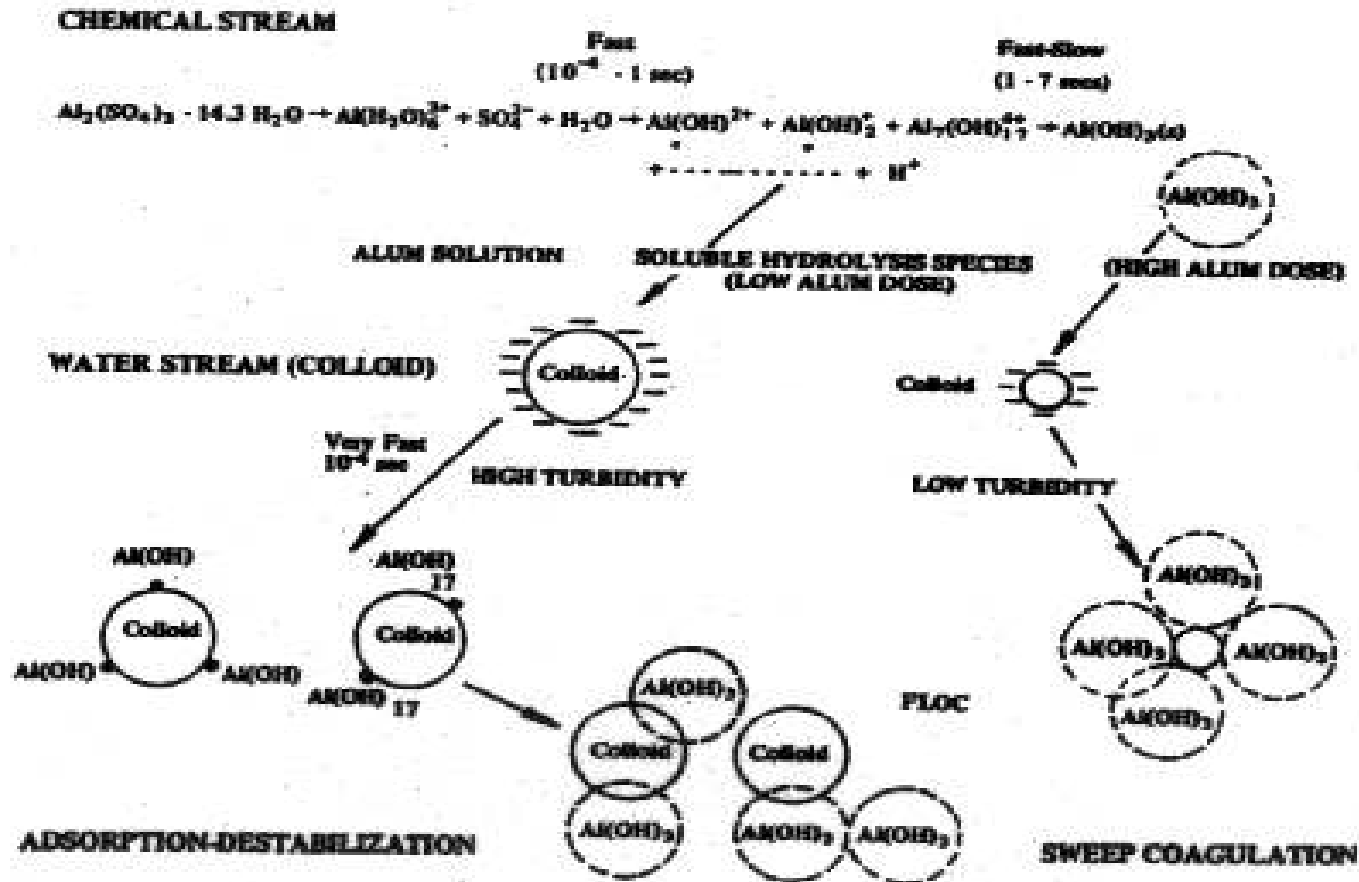 CHEMICAL STREAM
Fast
(10⁻⁴ - 1 sec)
Fast-Slow
(1 - 7 secs)
Al₂(SO₄)₃ · 14.3 H₂O → Al(H₂O)₆³⁺ + SO₄²⁻ + H₂O → Al(OH)²⁺ + Al(OH)₂⁺ + Al₇(OH)₁₇⁴⁺ → Al(OH)₃(s)
+ - - - - - - - - - - - + H⁺
Al(OH)₃
ALUM SOLUTION
SOLUBLE HYDROLYSIS SPECIES
(LOW ALUM DOSE)
(HIGH ALUM DOSE)
WATER STREAM (COLLOID)
Colloid
Colloid
Very Fast
10⁻⁴ sec
HIGH TURBIDITY
LOW TURBIDITY
Al(OH)
Colloid
Al(OH)
Al(OH)
Al(OH)
17
Colloid
Al(OH)
17
Al(OH)₃
Colloid
Al(OH)₃
Colloid
Al(OH)₃
Al(OH)₃
FLOC
Al(OH)₃
Al(OH)₃
Al(OH)₃
Al(OH)₃
ADSORPTION-DESTABILIZATION
SWEEP COAGULATION